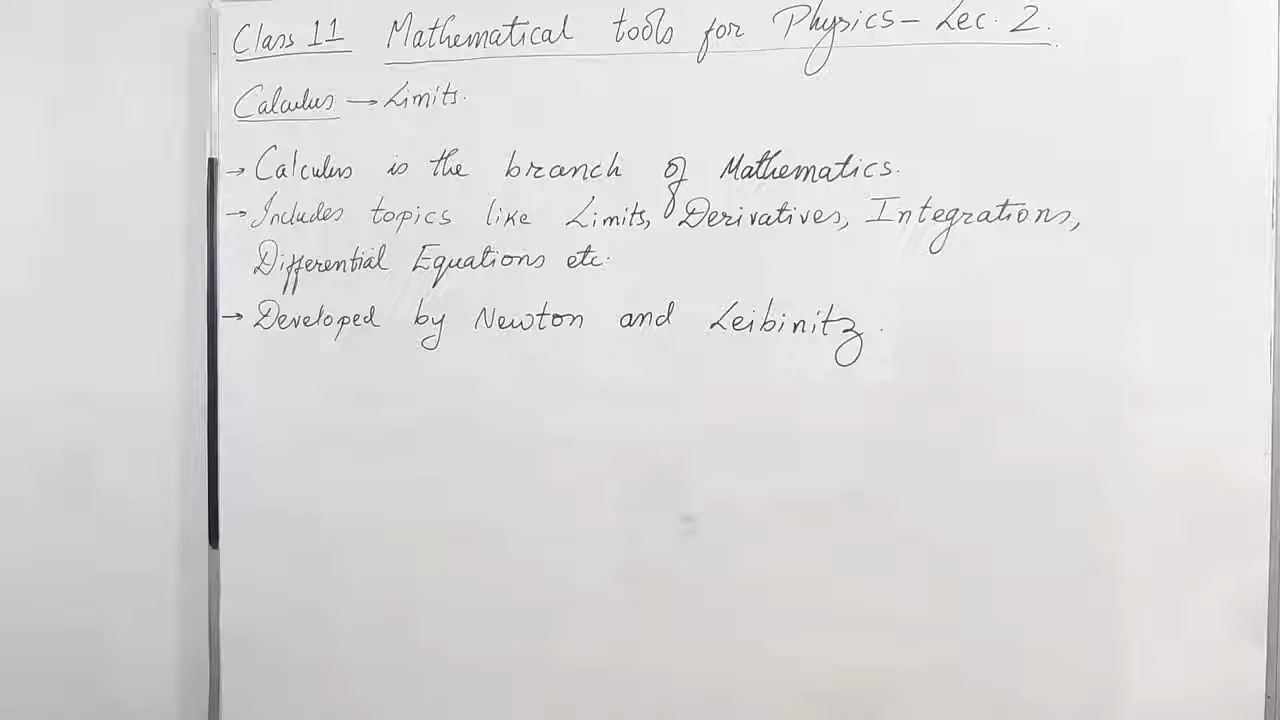 Class 11 Mathematical tools for Physics - Lec. 2.
Calculus → Limits.
→ Calculus is the branch of Mathematics.
→ Includes topics like Limits, Derivatives, Integrations,
Differential Equations etc.
→ Developed by Newton and Leibinitz.